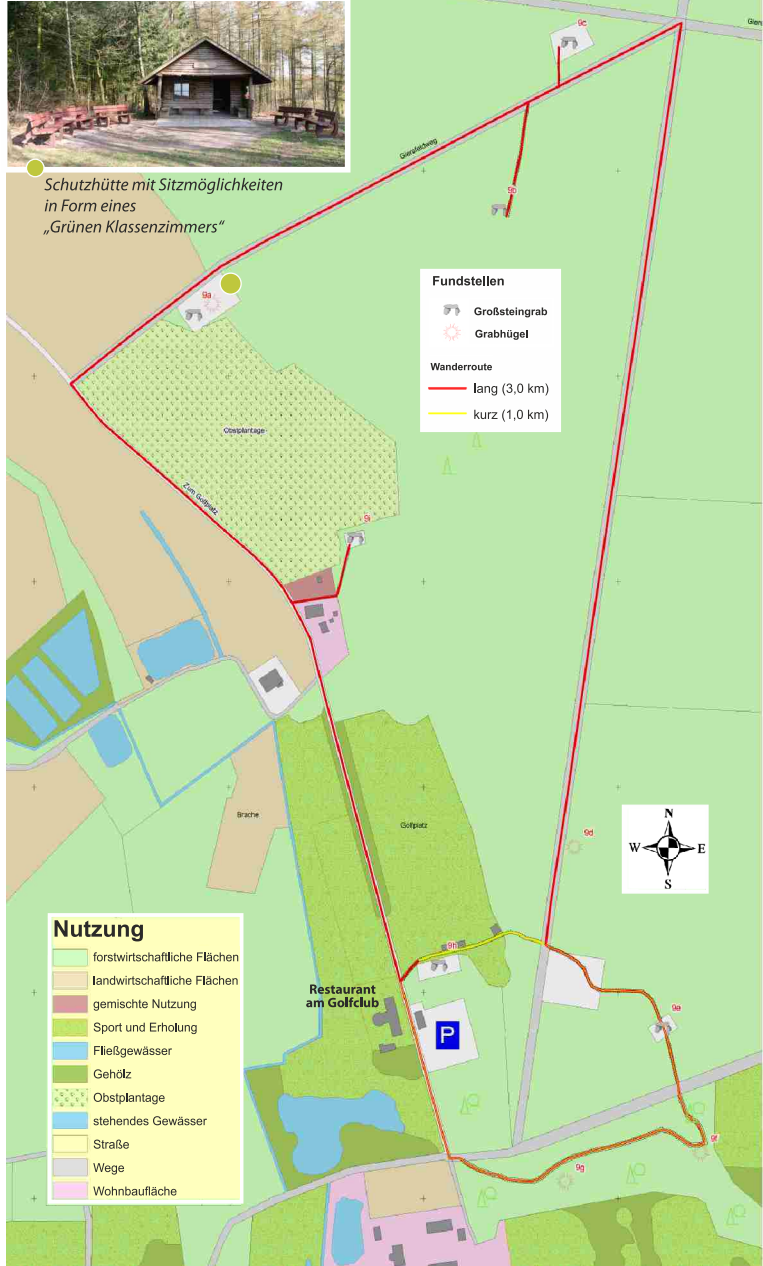 9c
Giersfeldweg
9b
Schutzhütte mit Sitzmöglichkeiten
in Form eines
„Grünen Klassenzimmers“
9a
Fundstellen
Großsteingrab
Grabhügel
Wanderroute
lang (3,0 km)
kurz (1,0 km)
Obstplantage
Zum Golfplatz
9i
Brache
Golfplatz
9d
N
W E
S
9h
Restaurant
am Golfclub
P
9e
9f
9g
Nutzung
forstwirtschaftliche Flächen
landwirtschaftliche Flächen
gemischte Nutzung
Sport und Erholung
Fließgewässer
Gehölz
Obstplantage
stehendes Gewässer
Straße
Wege
Wohnbaufläche